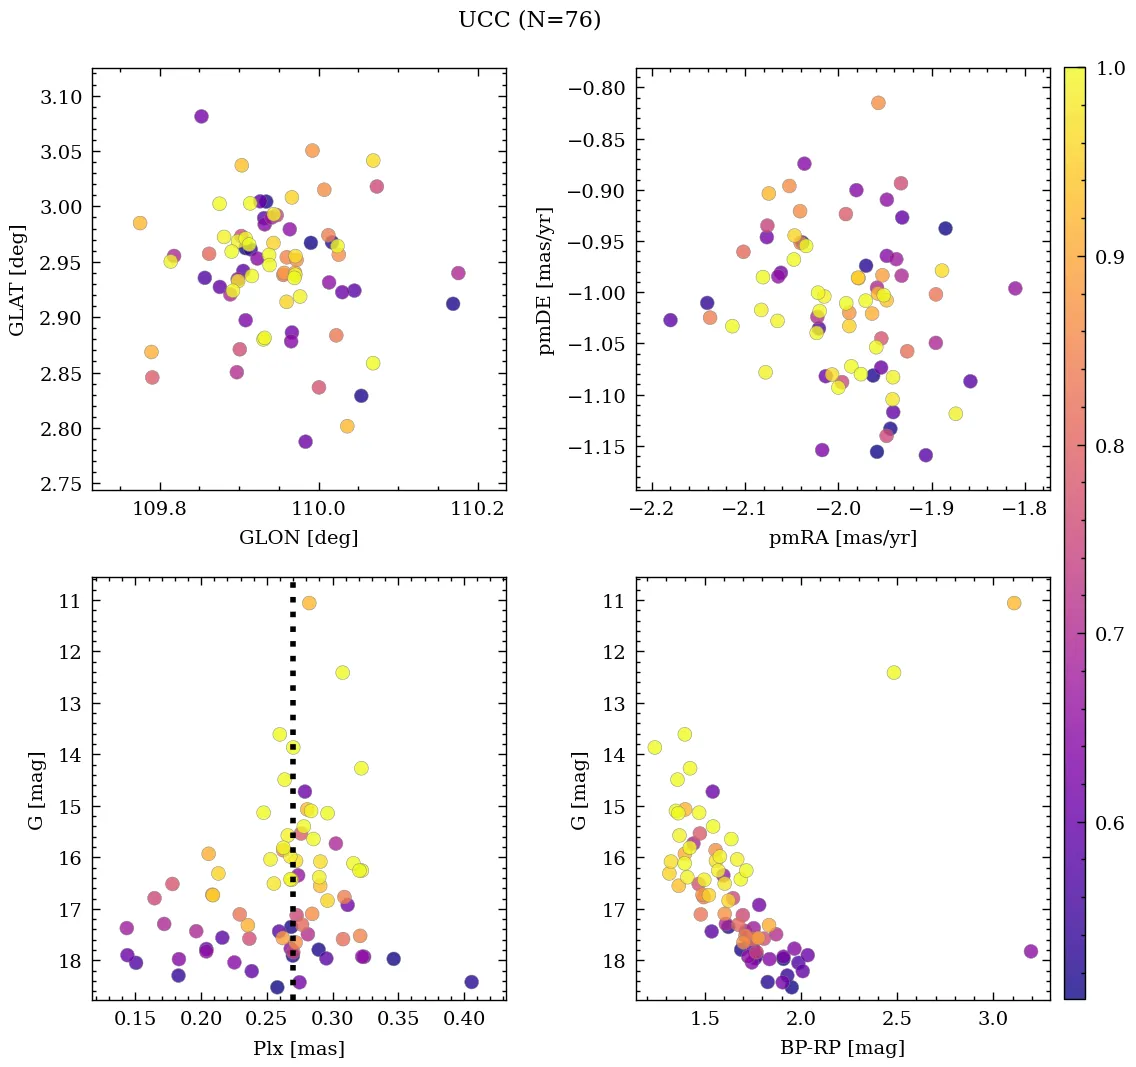 UCC (N=76)
3.10
3.05
3.00
2.95
2.90
2.85
2.80
2.75
GLAT [deg]
109.8 110.0 110.2
GLON [deg]
−0.80
−0.85
−0.90
−0.95
−1.00
−1.05
−1.10
−1.15
pmDE [mas/yr]
−2.2 −2.1 −2.0 −1.9 −1.8
pmRA [mas/yr]
1.0
0.9
0.8
0.7
0.6
11
12
13
14
15
16
17
18
G [mag]
0.15 0.20 0.25 0.30 0.35 0.40
Plx [mas]
11
12
13
14
15
16
17
18
G [mag]
1.5 2.0 2.5 3.0
BP-RP [mag]